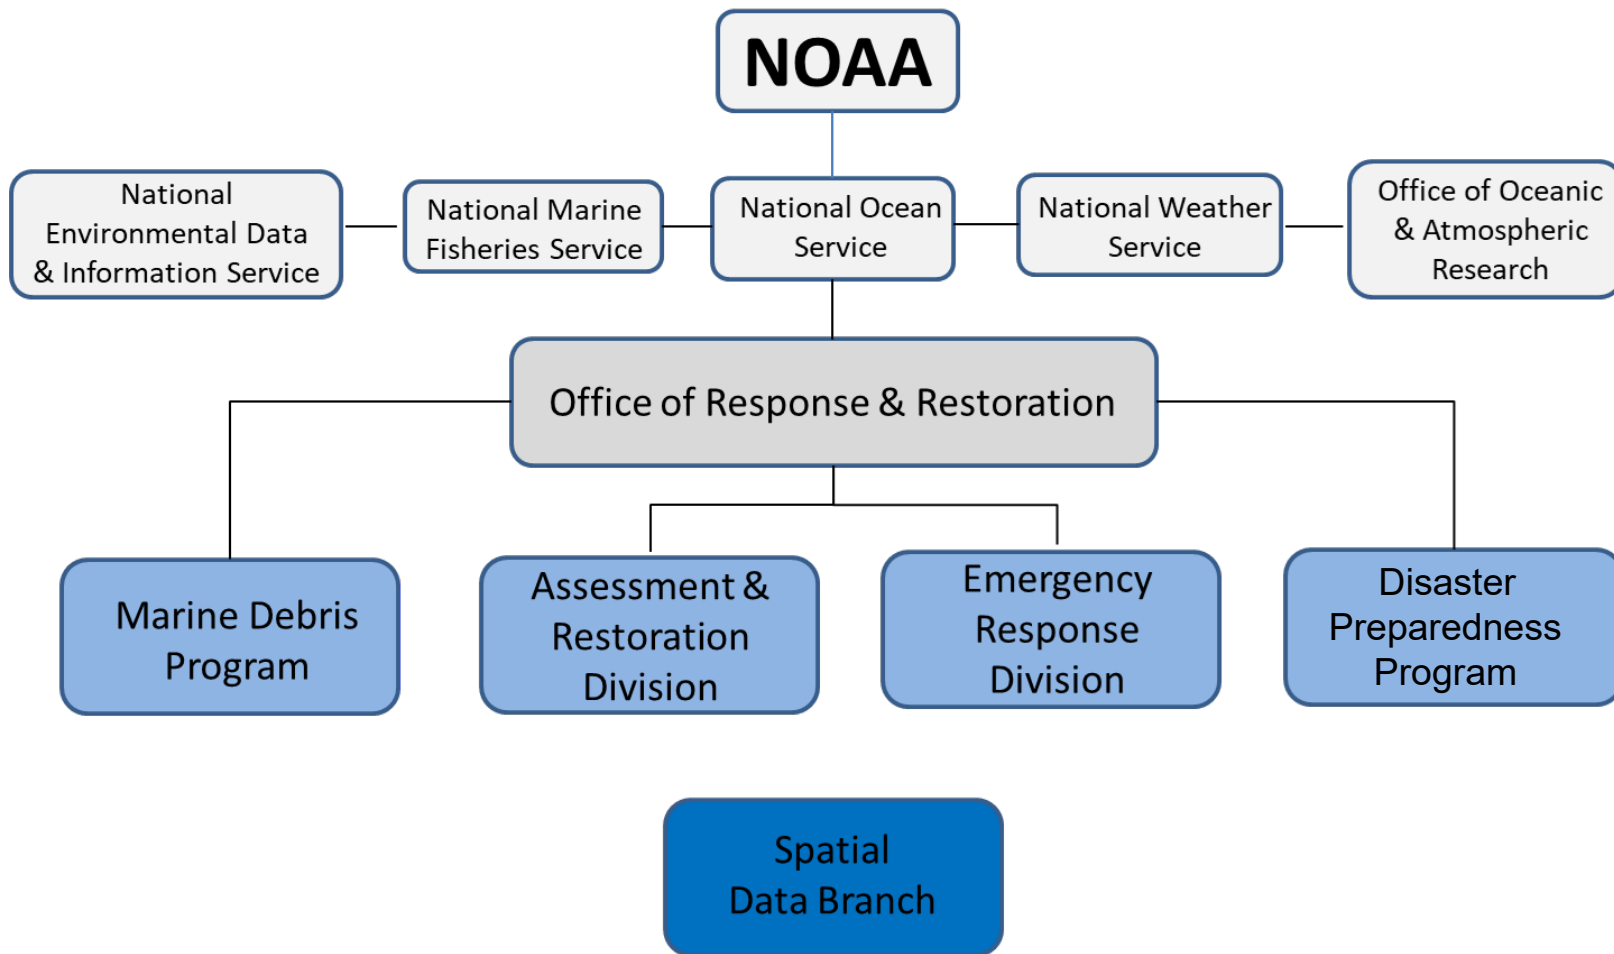 NOAA
National
Environmental Data
& Information Service
National Marine
Fisheries Service
National Ocean
Service
National Weather
Service
Office of Oceanic
& Atmospheric
Research
Office of Response & Restoration
Marine Debris
Program
Assessment &
Restoration
Division
Emergency
Response
Division
Disaster
Preparedness
Program
Spatial
Data Branch